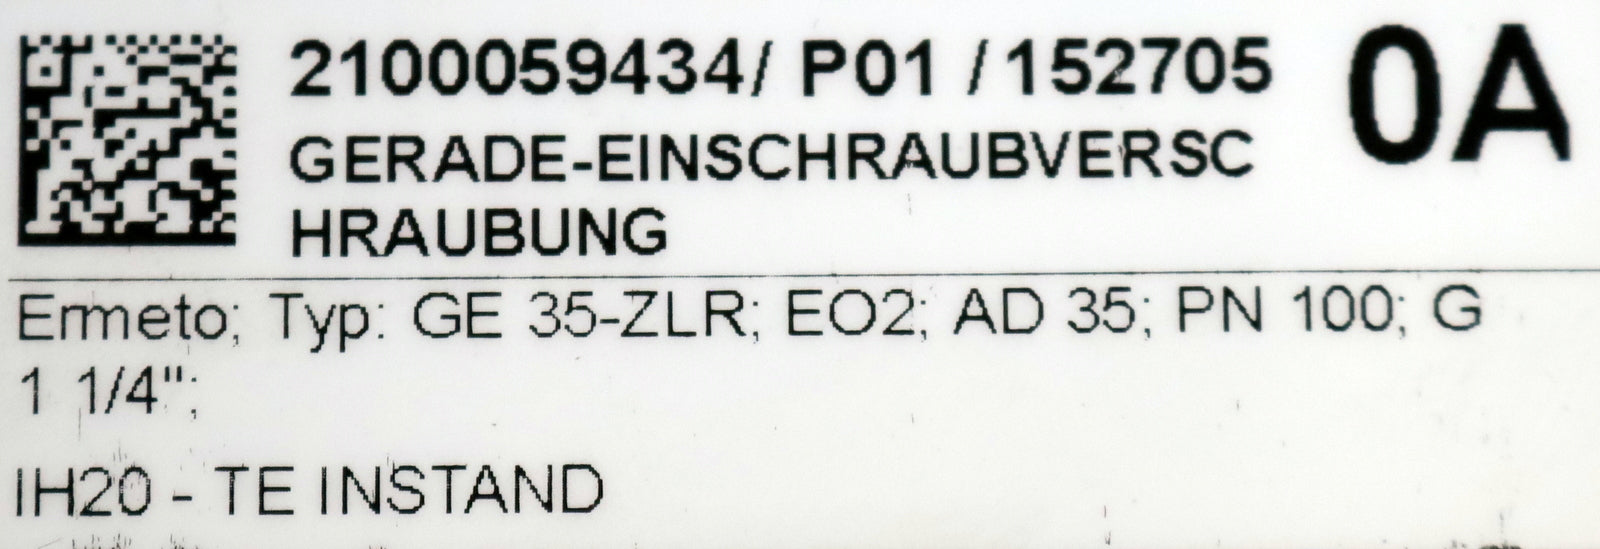 2100059434/ P01 / 152705
0A
GERADE-EINSCHRAUBVERSC
HRAUBUNG
Ermeto; Typ: GE 35-ZLR; EO2; AD 35; PN 100; G
1 1/4";
IH20 - TE INSTAND